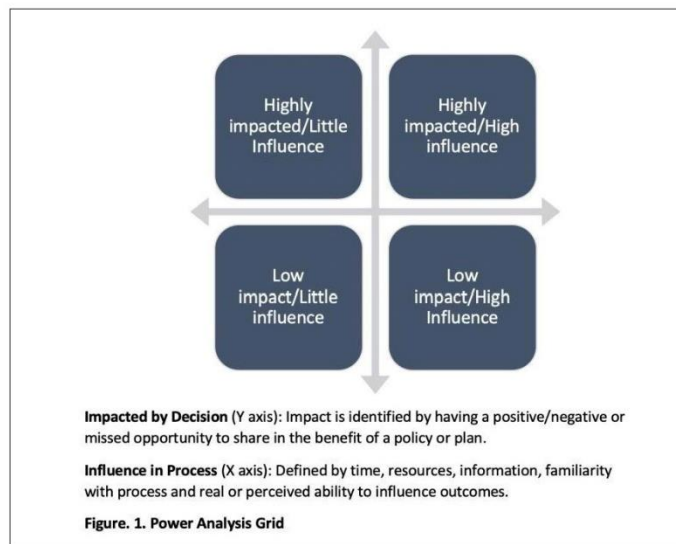 Highly
impacted/Little
Influence
Highly
impacted/High
influence
Low
impact/Little
influence
Low
impact/High
Influence
Impacted by Decision (Y axis): Impact is identified by having a positive/negative or
missed opportunity to share in the benefit of a policy or plan.
Influence in Process (X axis): Defined by time, resources, information, familiarity
with process and real or perceived ability to influence outcomes.
Figure. 1. Power Analysis Grid